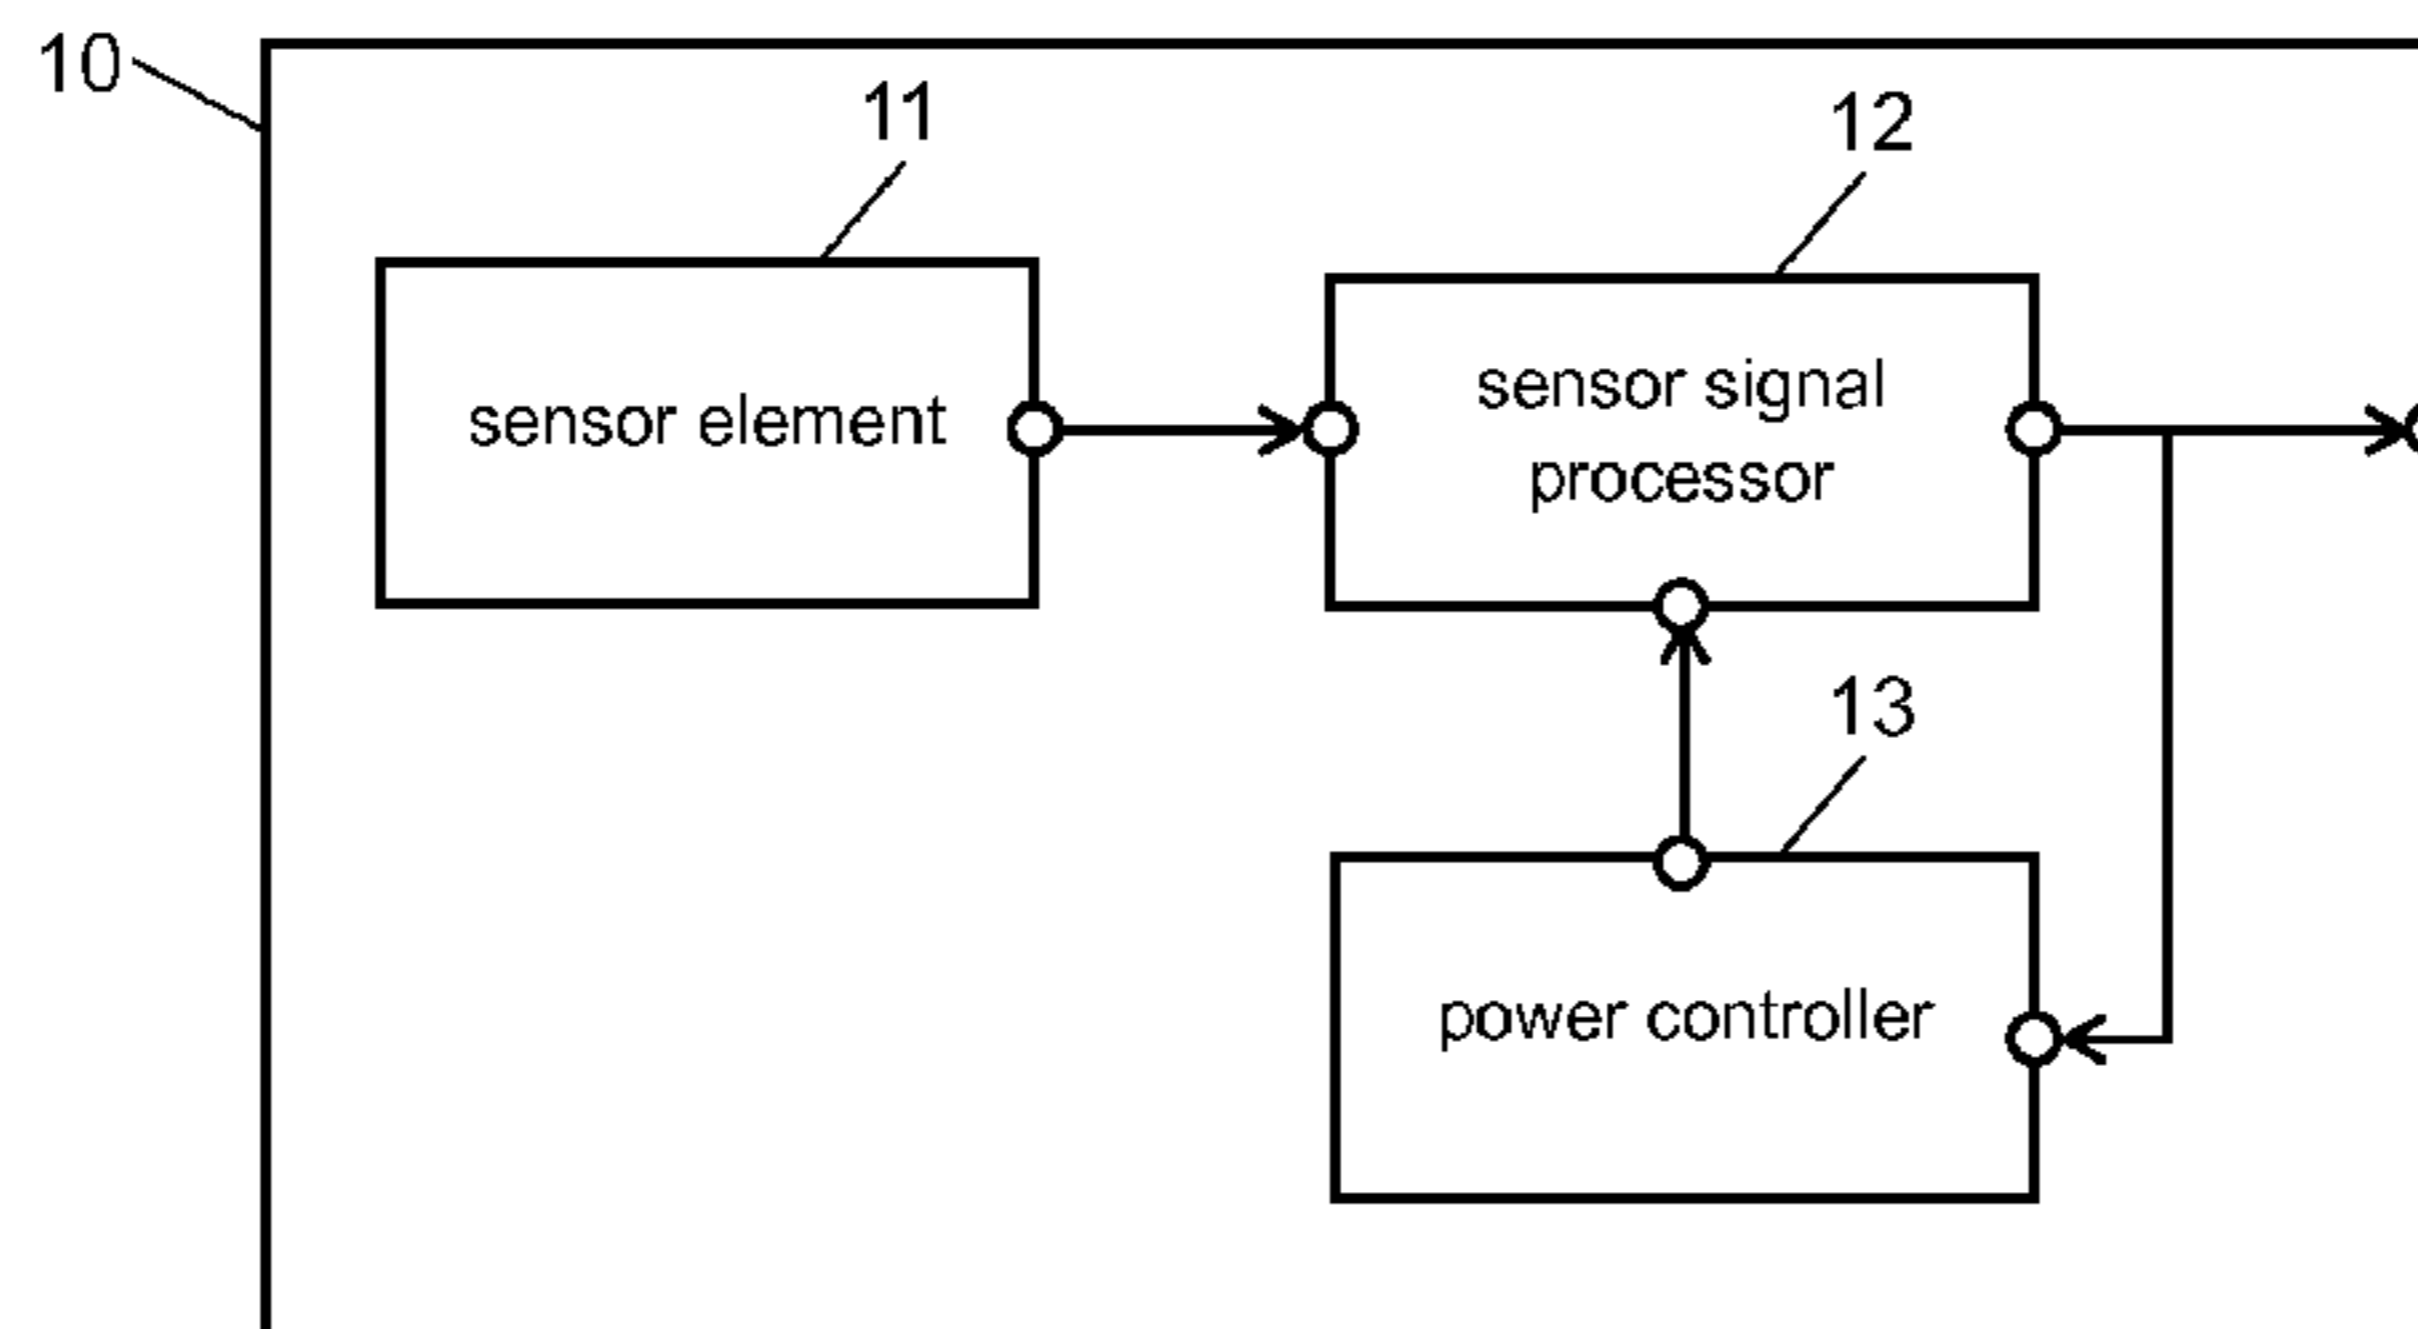 10
11
12
sensor element
sensor signal
processor
13
power controller